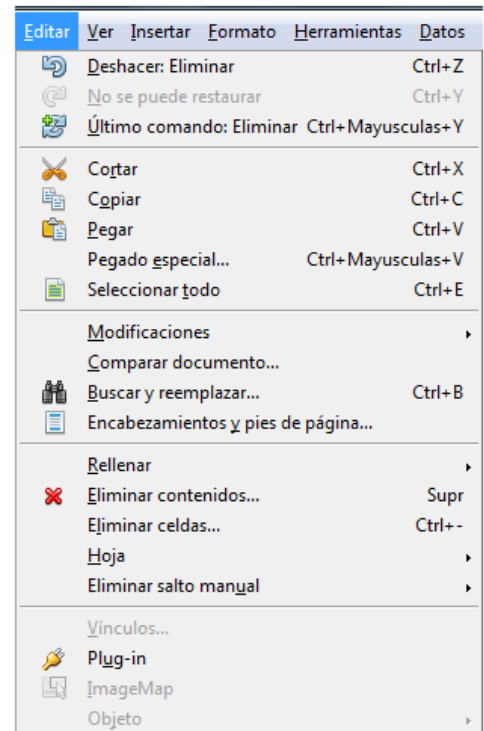 Editar Ver Insertar Formato Herramientas Datos
Deshacer: Eliminar Ctrl+Z
No se puede restaurar Ctrl+Y
Último comando: Eliminar Ctrl+Mayusculas+Y
Cortar Ctrl+X
Copiar Ctrl+C
Pegar Ctrl+V
Pegado especial... Ctrl+Mayusculas+V
Seleccionar todo Ctrl+E
Modificaciones
Comparar documento...
Buscar y reemplazar... Ctrl+B
Encabezamientos y pies de página...
Rellenar
Eliminar contenidos... Supr
Eliminar celdas... Ctrl+-
Hoja
Eliminar salto manual
Vínculos...
Plug-in
ImageMap
Objeto